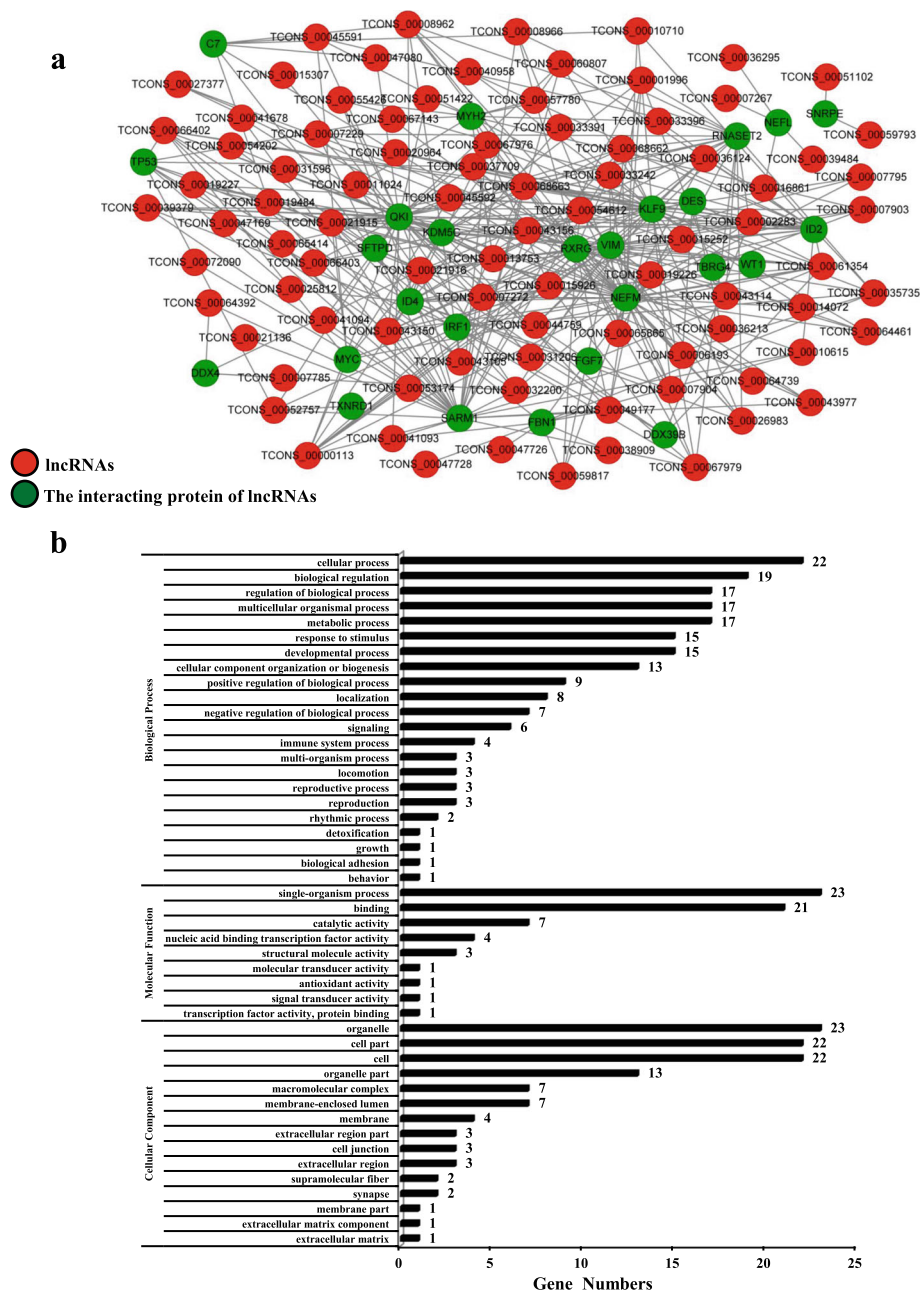 a
TCONS_00008962
TCONS_00008966
TCONS_00010710
C7
TCONS_00045591
TCONS_00047080
TCONS_00036295
TCONS_00027377
TCONS_00015307
TCONS_00040958
TCONS_00060807
TCONS_00001996
TCONS_00051102
TCONS_00055426
TCONS_00051422
TCONS_00057780
TCONS_00007267
NEFL
SNRPE
TCONS_00041678
TCONS_00067143
MYH2
TCONS_00033391
TCONS_00033396
TCONS_00066402
TCONS_00007229
RNASET2
TCONS_00059793
TCONS_00054202
TCONS_00020964
TCONS_00067976
TCONS_00068662
TCONS_00036124
TCONS_00039484
TP53
TCONS_00031596
TCONS_00037709
TCONS_00033242
TCONS_00007795
TCONS_00019227
TCONS_00011024
TCONS_00068663
TCONS_00016861
TCONS_00039379
TCONS_00019484
TCONS_00045592
KLF9
DES
TCONS_00007903
TCONS_00047169
TCONS_00021915
QKI
TCONS_00054612
TCONS_00002283
ID2
KDM5C
TCONS_00043156
TCONS_00065414
SFTPD
RXRG
VIM
TCONS_00015252
TCONS_00072090
TCONS_00066403
TCONS_00013753
TBRG4
WT1
TCONS_00061354
TCONS_00021916
TCONS_00019226
TCONS_00025812
TCONS_00015926
TCONS_00035735
TCONS_00064392
ID4
TCONS_00007272
NEFM
TCONS_00043114
TCONS_00014072
TCONS_00041094
TCONS_00043160
IRF1
TCONS_00044769
TCONS_00065865
TCONS_00036213
TCONS_00064461
TCONS_00021136
MYC
TCONS_00031206
FGF7
TCONS_00006193
TCONS_00010615
DDX4
TCONS_00007785
TCONS_00053174
TCONS_00032200
TCONS_00007904
TCONS_00064739
TCONS_00052757
TXNRD1
SARM1
FBN1
TCONS_00049177
TCONS_00043977
TCONS_00026983
TCONS_00041093
DDX39B
TCONS_00000113
TCONS_00047726
TCONS_00038909
TCONS_00047728
TCONS_00059817
TCONS_00067979
lncRNAs
The interacting protein of lncRNAs
b
Biological Process
cellular process 22
biological regulation 19
regulation of biological process 17
multicellular organismal process 17
metabolic process 17
response to stimulus 15
developmental process 15
cellular component organization or biogenesis 13
positive regulation of biological process 9
localization 8
negative regulation of biological process 7
signaling 6
immune system process 4
multi-organism process 3
locomotion 3
reproductive process 3
reproduction 3
rhythmic process 2
detoxification 1
growth 1
biological adhesion 1
behavior 1
Molecular Function
single-organism process 23
binding 21
catalytic activity 7
nucleic acid binding transcription factor activity 4
structural molecule activity 3
molecular transducer activity 1
antioxidant activity 1
signal transducer activity 1
transcription factor activity, protein binding 1
Cellular Component
organelle 23
cell part 22
cell 22
organelle part 13
macromolecular complex 7
membrane-enclosed lumen 7
membrane 4
extracellular region part 3
cell junction 3
extracellular region 3
supramolecular fiber 2
synapse 2
membrane part 1
extracellular matrix component 1
extracellular matrix 1
0 5 10 15 20 25
Gene Numbers